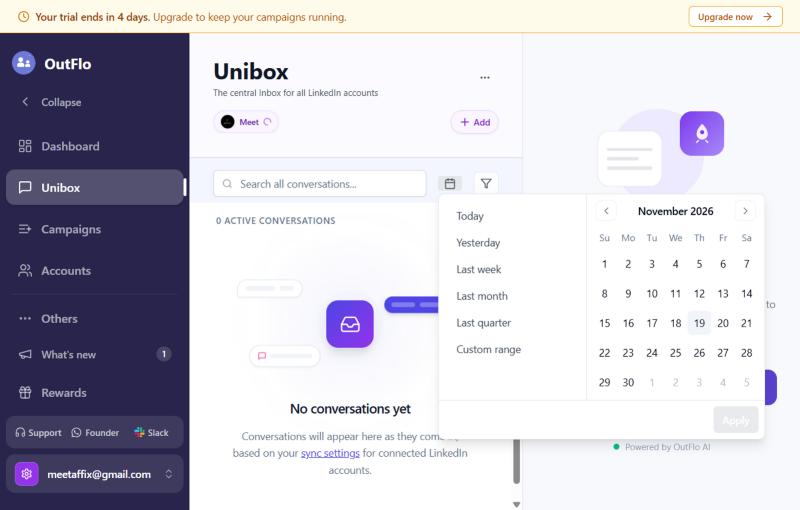 Your trial ends in 4 days. Upgrade to keep your campaigns running.
Upgrade now
OutFlo
Collapse
Dashboard
Unibox
Campaigns
Accounts
Others
What's new 1
Rewards
Support Founder Slack
meetaffix@gmail.com
Unibox
The central Inbox for all LinkedIn accounts
Meet
Add
Search all conversations...
0 ACTIVE CONVERSATIONS
No conversations yet
Conversations will appear here as they
based on your sync settings for connected LinkedIn
accounts.
Today
Yesterday
Last week
Last month
Last quarter
Custom range
November 2026
Su Mo Tu We Th Fr Sa
1 2 3 4 5 6 7
8 9 10 11 12 13 14
15 16 17 18 19 20 21
22 23 24 25 26 27 28
29 30 1 2 3 4 5
Apply
to
Powered by OutFlo AI